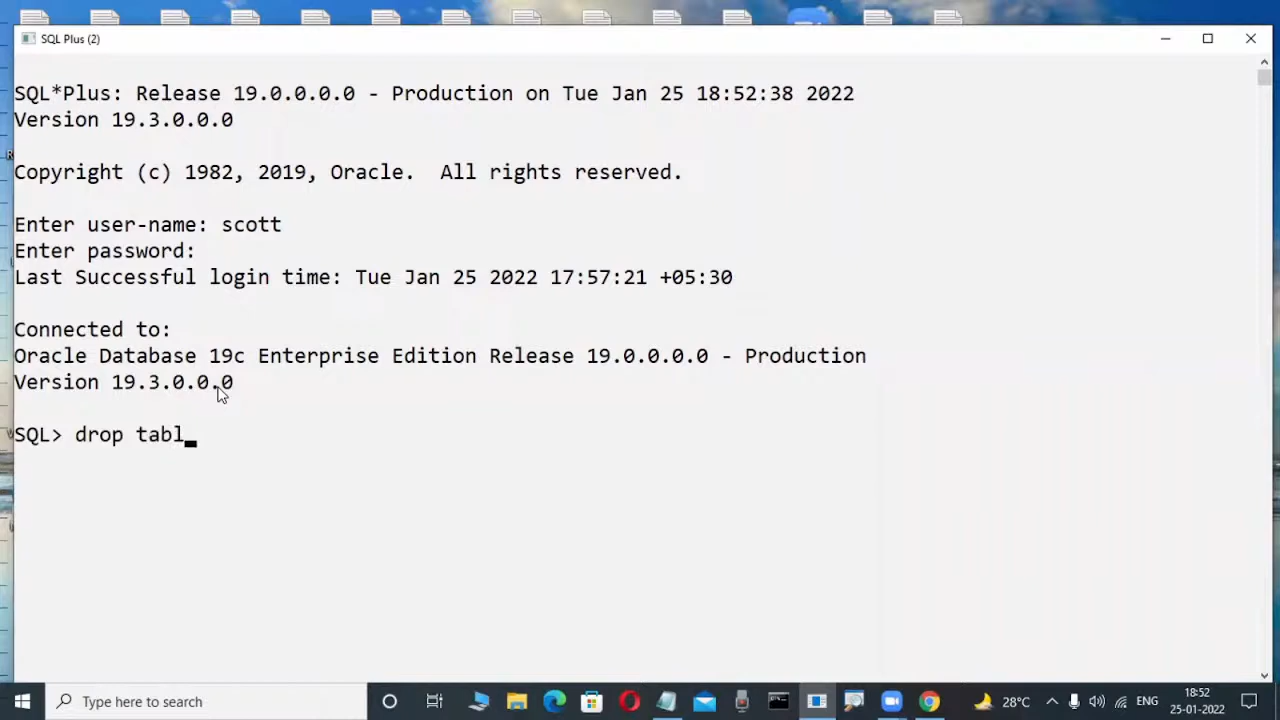 SQL Plus (2)
SQL*Plus: Release 19.0.0.0.0 - Production on Tue Jan 25 18:52:38 2022
Version 19.3.0.0.0
Copyright (c) 1982, 2019, Oracle.  All rights reserved.
Enter user-name: scott
Enter password:
Last Successful login time: Tue Jan 25 2022 17:57:21 +05:30
Connected to:
Oracle Database 19c Enterprise Edition Release 19.0.0.0.0 - Production
Version 19.3.0.0.0
SQL> drop tabl
Type here to search
28°C
ENG
18:52
25-01-2022